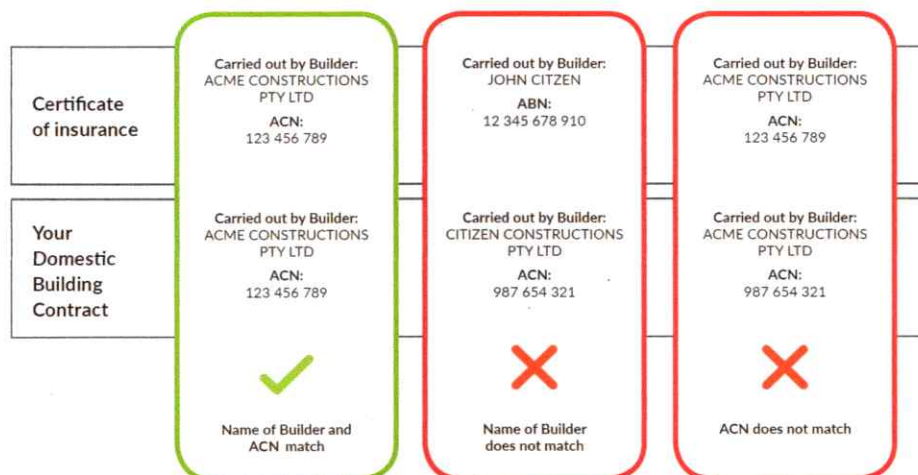 Certificate
of insurance
Carried out by Builder:
ACME CONSTRUCTIONS
PTY LTD
ACN:
123 456 789
Carried out by Builder:
JOHN CITZEN
ABN:
12 345 678 910
Carried out by Builder:
ACME CONSTRUCTIONS
PTY LTD
ACN:
123 456 789
Your
Domestic
Building
Contract
Carried out by Builder:
ACME CONSTRUCTIONS
PTY LTD
ACN:
123 456 789
Carried out by Builder:
CITIZEN CONSTRUCTIONS
PTY LTD
ACN:
987 654 321
Carried out by Builder:
ACME CONSTRUCTIONS
PTY LTD
ACN:
987 654 321
Name of Builder and
ACN match
Name of Builder
does not match
ACN does not match